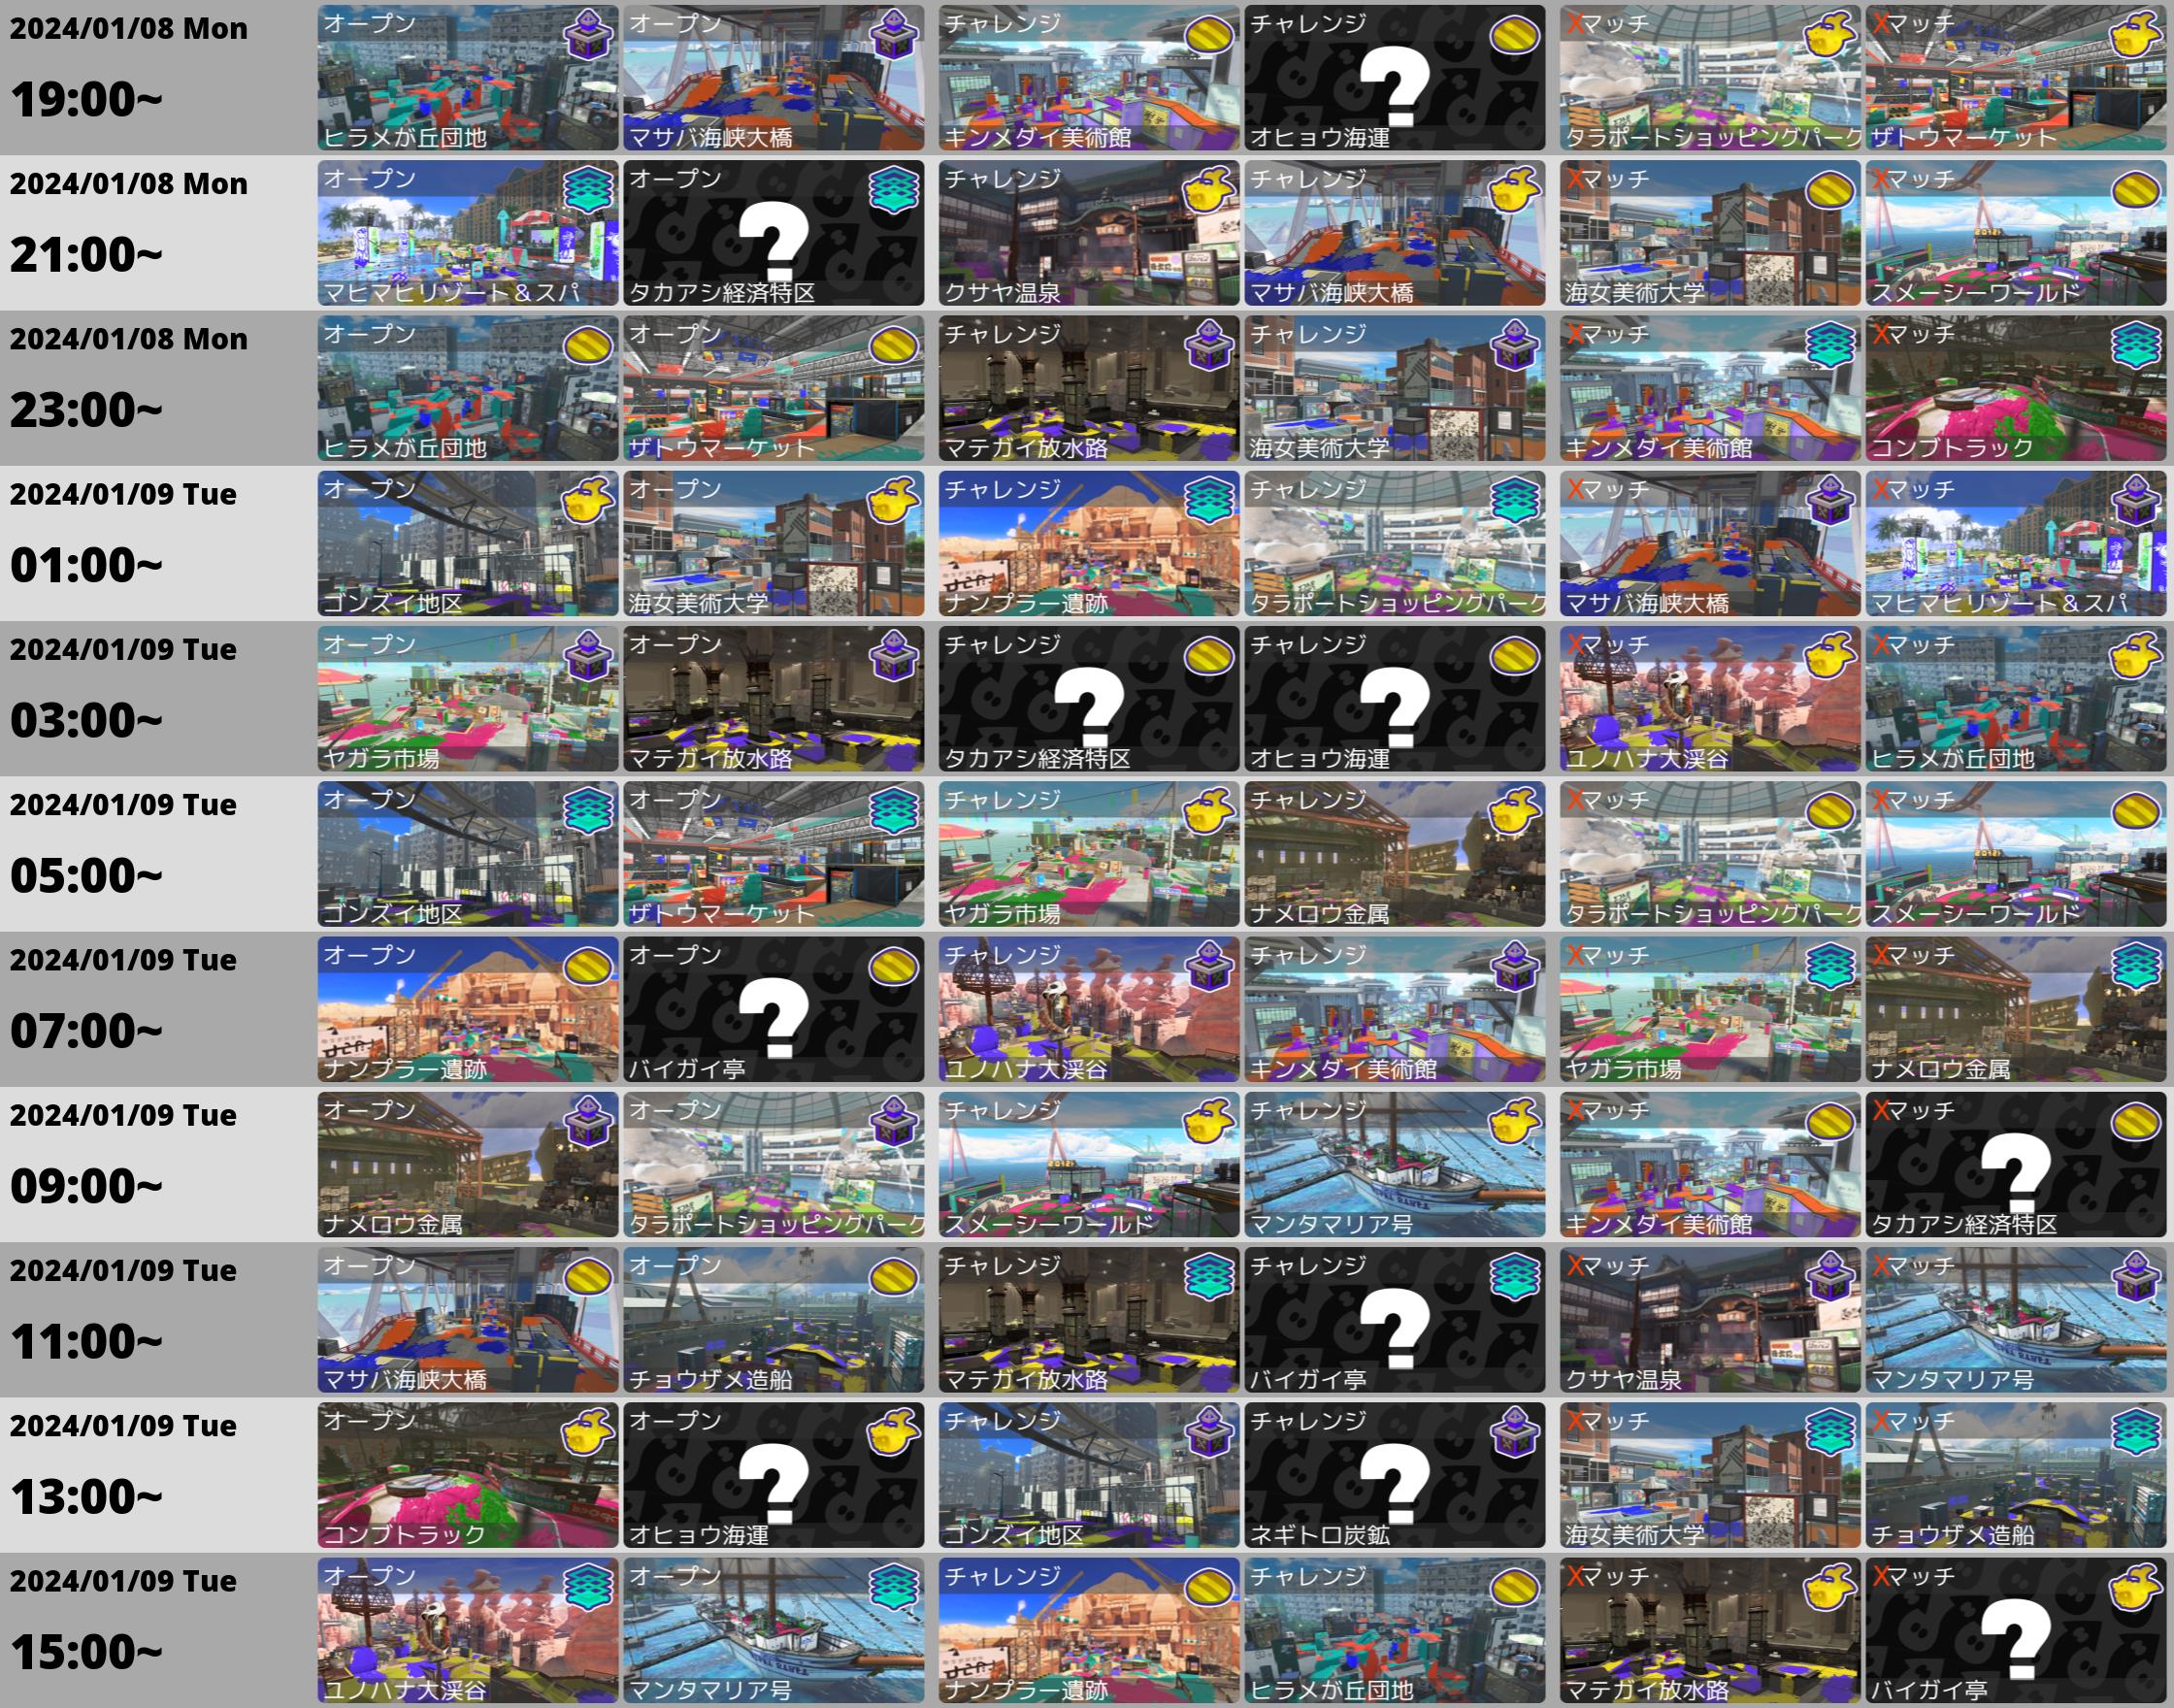 2024/01/08 Mon
19:00~
オープン
ヒラメが丘団地
オープン
マサバ海峡大橋
チャレンジ
キンメダイ美術館
チャレンジ
オヒョウ海運
Xマッチ
タラポートショッピングパーク
Xマッチ
ザトウマーケット
2024/01/08 Mon
21:00~
オープン
マヒマヒリゾート&スパ
オープン
タカアシ経済特区
チャレンジ
クサヤ温泉
チャレンジ
マサバ海峡大橋
Xマッチ
海女美術大学
Xマッチ
スメーシーワールド
2024/01/08 Mon
23:00~
オープン
ヒラメが丘団地
オープン
ザトウマーケット
チャレンジ
マテガイ放水路
チャレンジ
海女美術大学
Xマッチ
キンメダイ美術館
Xマッチ
コンブトラック
2024/01/09 Tue
01:00~
オープン
ゴンズイ地区
オープン
海女美術大学
チャレンジ
ナンプラー遺跡
チャレンジ
タラポートショッピングパーク
Xマッチ
マサバ海峡大橋
Xマッチ
マヒマヒリゾート&スパ
2024/01/09 Tue
03:00~
オープン
ヤガラ市場
オープン
マテガイ放水路
チャレンジ
タカアシ経済特区
チャレンジ
オヒョウ海運
Xマッチ
ユノハナ大渓谷
Xマッチ
ヒラメが丘団地
2024/01/09 Tue
05:00~
オープン
ゴンズイ地区
オープン
ザトウマーケット
チャレンジ
ヤガラ市場
チャレンジ
ナメロウ金属
Xマッチ
タラポートショッピングパーク
Xマッチ
スメーシーワールド
2024/01/09 Tue
07:00~
オープン
ナンプラー遺跡
オープン
バイガイ亭
チャレンジ
ユノハナ大渓谷
チャレンジ
キンメダイ美術館
Xマッチ
ヤガラ市場
Xマッチ
ナメロウ金属
2024/01/09 Tue
09:00~
オープン
ナメロウ金属
オープン
タラポートショッピングパーク
チャレンジ
スメーシーワールド
チャレンジ
マンタマリア号
Xマッチ
キンメダイ美術館
Xマッチ
タカアシ経済特区
2024/01/09 Tue
11:00~
オープン
マサバ海峡大橋
オープン
チョウザメ造船
チャレンジ
マテガイ放水路
チャレンジ
バイガイ亭
Xマッチ
クサヤ温泉
Xマッチ
マンタマリア号
2024/01/09 Tue
13:00~
オープン
コンブトラック
オープン
オヒョウ海運
チャレンジ
ゴンズイ地区
チャレンジ
ネギトロ炭鉱
Xマッチ
海女美術大学
Xマッチ
チョウザメ造船
2024/01/09 Tue
15:00~
オープン
ユノハナ大渓谷
オープン
マンタマリア号
チャレンジ
ナンプラー遺跡
チャレンジ
ヒラメが丘団地
Xマッチ
マテガイ放水路
Xマッチ
バイガイ亭